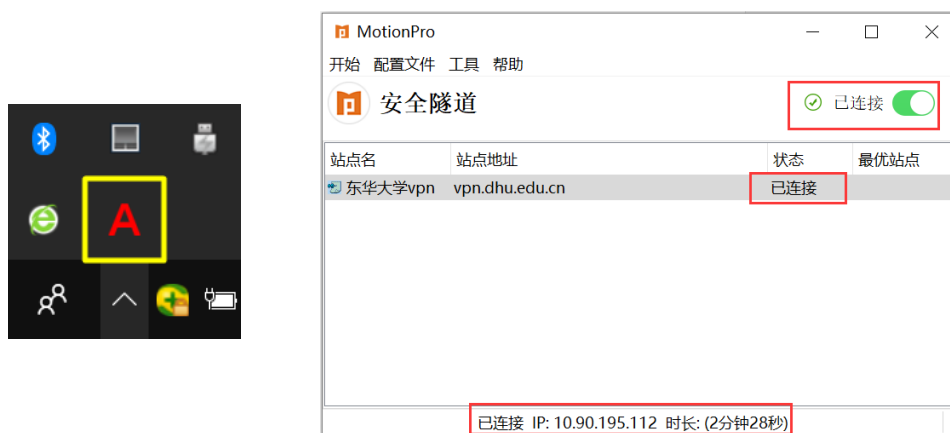 MotionPro
开始 配置文件 工具 帮助
安全隧道
已连接
站点名 站点地址 状态 最优站点
东华大学vpn vpn.dhu.edu.cn 已连接
A
已连接 IP: 10.90.195.112 时长: (2分钟28秒)